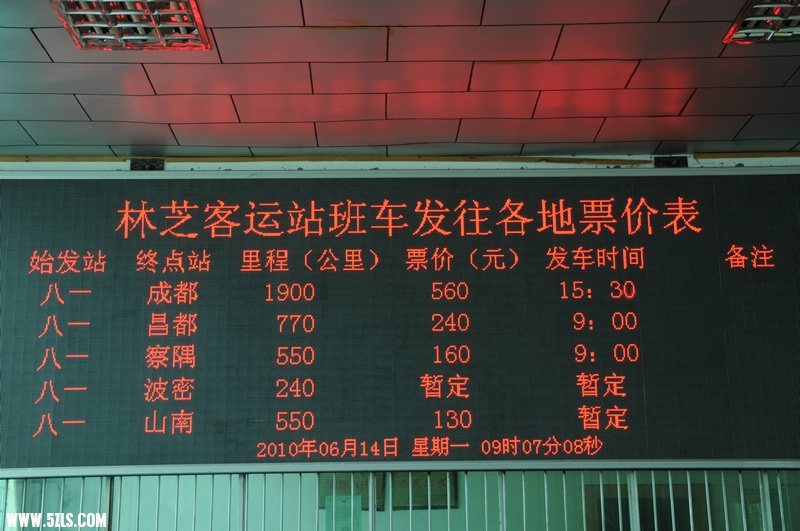 林芝客运站班车发往各地票价表
始发站 终点站 里程（公里） 票价（元） 发车时间 备注
八一 成都 1900 560 15：30
八一 昌都 770 240 9：00
八一 察隅 550 160 9：00
八一 波密 240 暂定 暂定
八一 山南 550 130 暂定
2010年06月14日 星期一 09时07分08秒
WWW.5ZLS.COM